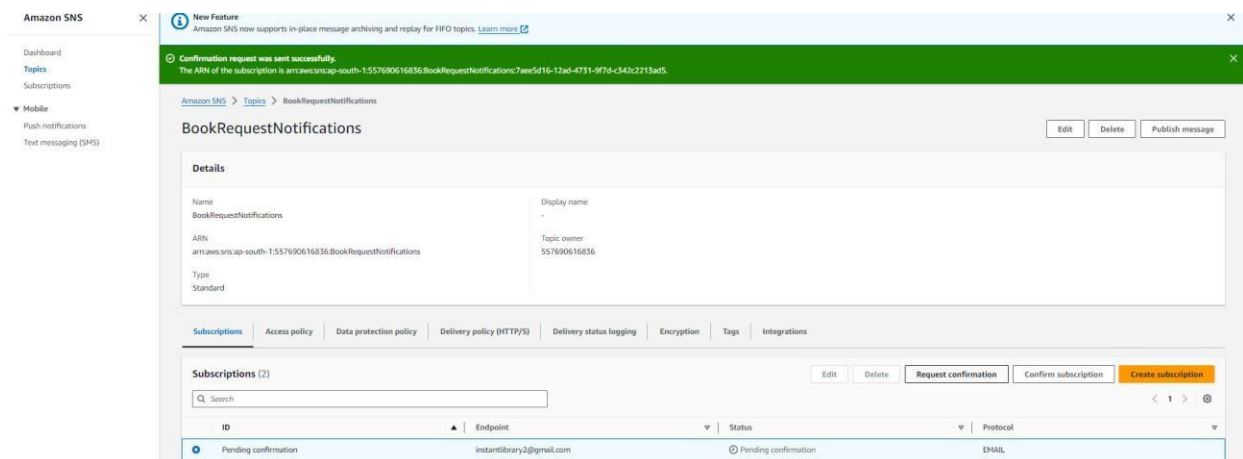 Amazon SNS
New Feature
Amazon SNS now supports in-place message archiving and replay for FIFO topics. Learn more
Dashboard
Topics
Subscriptions
Mobile
Push notifications
Text messaging (SMS)
Confirmation request was sent successfully.
The ARN of the subscription is arn:aws:sns:ap-south-1:557690616836:BookRequestNotifications:7aee5d16-12ad-4731-9f7d-c342c2213ad5.
Amazon SNS > Topics > BookRequestNotifications
BookRequestNotifications
Edit Delete Publish message
Details
Name
BookRequestNotifications
Display name
-
ARN
arn:aws:sns:ap-south-1:557690616836:BookRequestNotifications
Topic owner
557690616836
Type
Standard
Subscriptions Access policy Data protection policy Delivery policy (HTTP/S) Delivery status logging Encryption Tags Integrations
Subscriptions (2)
Edit Delete Request confirmation Confirm subscription Create subscription
Search
< 1 >
ID Endpoint Status Protocol
Pending confirmation instantlibrary2@gmail.com Pending confirmation EMAIL